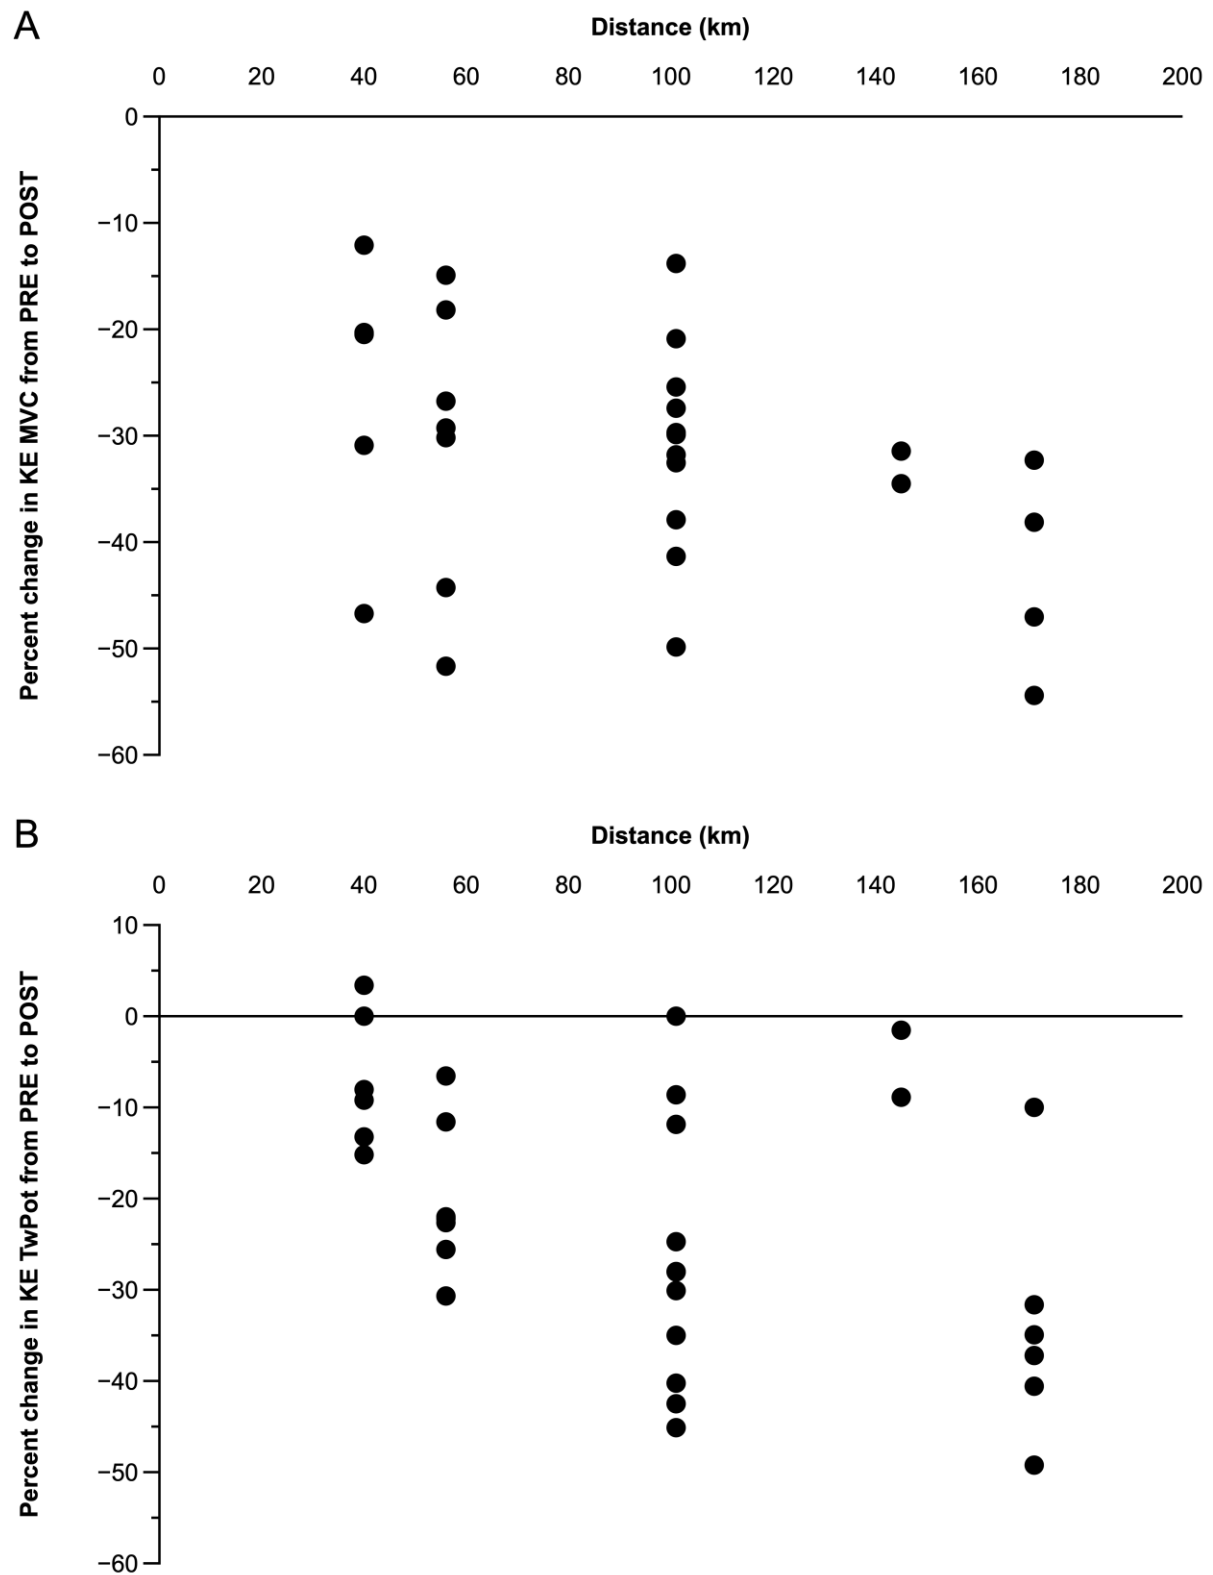 A
Distance (km)
0 20 40 60 80 100 120 140 160 180 200
Percent change in KE MVC from PRE to POST
0
−10
−20
−30
−40
−50
−60
B
Distance (km)
0 20 40 60 80 100 120 140 160 180 200
Percent change in KE TwPot from PRE to POST
10
0
−10
−20
−30
−40
−50
−60